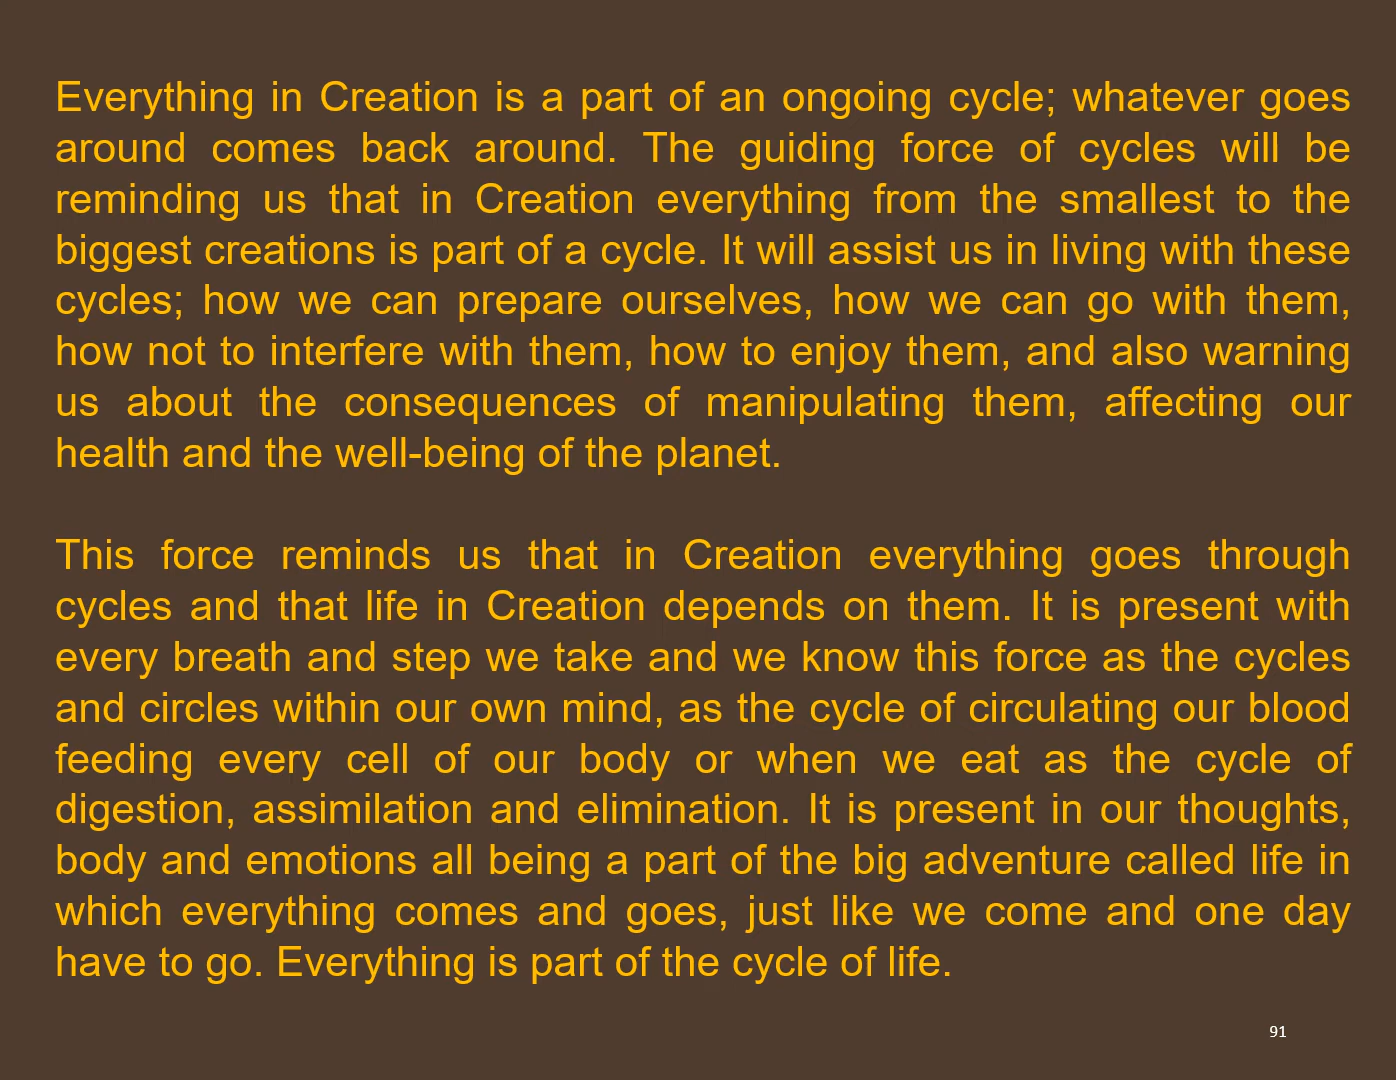 Everything in Creation is a part of an ongoing cycle; whatever goes
around comes back around. The guiding force of cycles will be
reminding us that in Creation everything from the smallest to the
biggest creations is part of a cycle. It will assist us in living with these
cycles; how we can prepare ourselves, how we can go with them,
how not to interfere with them, how to enjoy them, and also warning
us about the consequences of manipulating them, affecting our
health and the well-being of the planet.
This force reminds us that in Creation everything goes through
cycles and that life in Creation depends on them. It is present with
every breath and step we take and we know this force as the cycles
and circles within our own mind, as the cycle of circulating our blood
feeding every cell of our body or when we eat as the cycle of
digestion, assimilation and elimination. It is present in our thoughts,
body and emotions all being a part of the big adventure called life in
which everything comes and goes, just like we come and one day
have to go. Everything is part of the cycle of life.
91